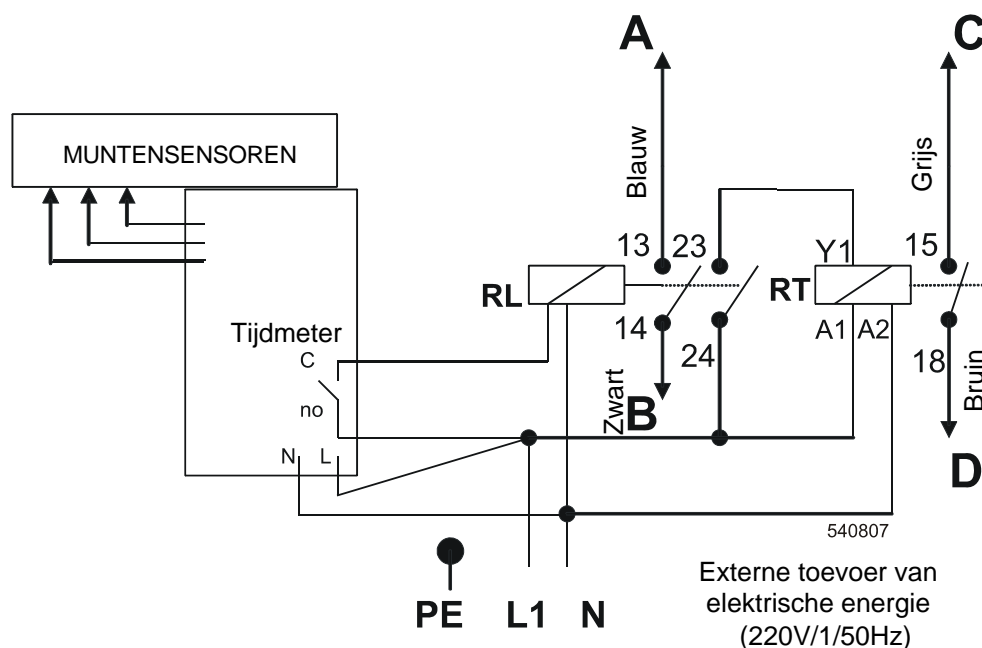 A
C
MUNTENSENSOREN
Blauw
Grijs
13
23
Y1
15
RL
RT
Tijdmeter
14
A1
A2
C
24
18
no
Zwart
B
Bruin
N
L
D
540807
PE
L1
N
Externe toevoer van
elektrische energie
(220V/1/50Hz)